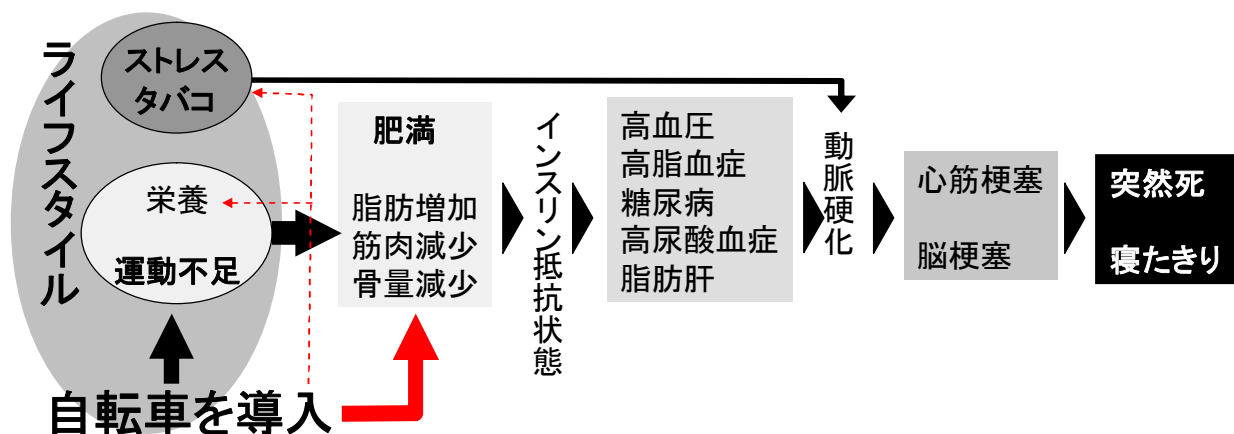 ライフスタイル
ストレス
タバコ
栄養
運動不足
自転車を導入
肥満
脂肪増加
筋肉減少
骨量減少
インスリン抵抗状態
高血圧
高脂血症
糖尿病
高尿酸血症
脂肪肝
動脈硬化
心筋梗塞
脳梗塞
突然死
寝たきり